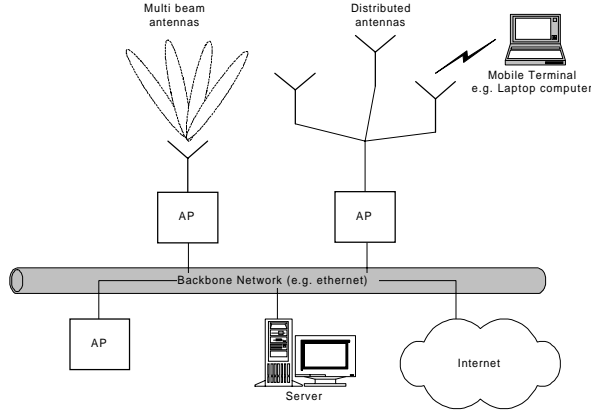 Multi beam
antennas
Distributed
antennas
Mobile Terminal
e.g. Laptop computer
AP
AP
Backbone Network (e.g. ethernet)
AP
Internet
Server